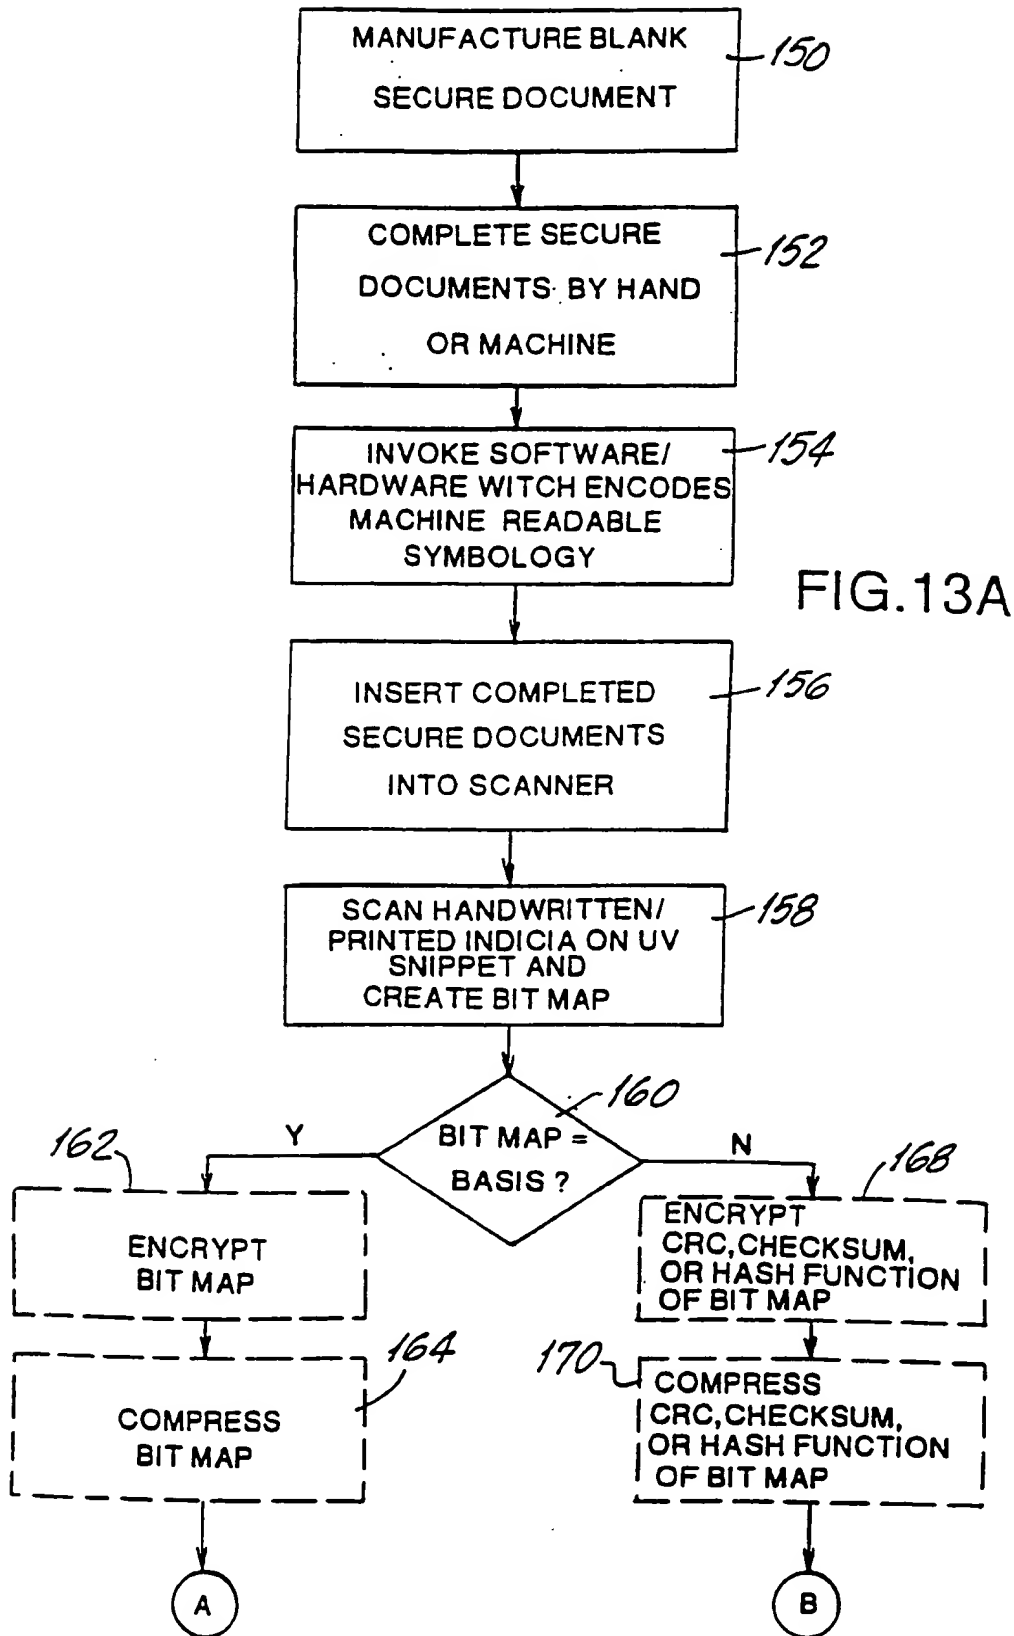 MANUFACTURE BLANK
SECURE DOCUMENT
150
COMPLETE SECURE
DOCUMENTS BY HAND
OR MACHINE
152
INVOKE SOFTWARE/
HARDWARE WITCH ENCODES
MACHINE READABLE
SYMBOLOGY
154
FIG.13A
INSERT COMPLETED
SECURE DOCUMENTS
INTO SCANNER
156
SCAN HANDWRITTEN/
PRINTED INDICIA ON UV
SNIPPET AND
CREATE BIT MAP
158
BIT MAP =
BASIS ?
160
Y
N
162
ENCRYPT
BIT MAP
168
ENCRYPT
CRC,CHECKSUM,
OR HASH FUNCTION
OF BIT MAP
164
COMPRESS
BIT MAP
170
COMPRESS
CRC,CHECKSUM,
OR HASH FUNCTION
OF BIT MAP
A
B